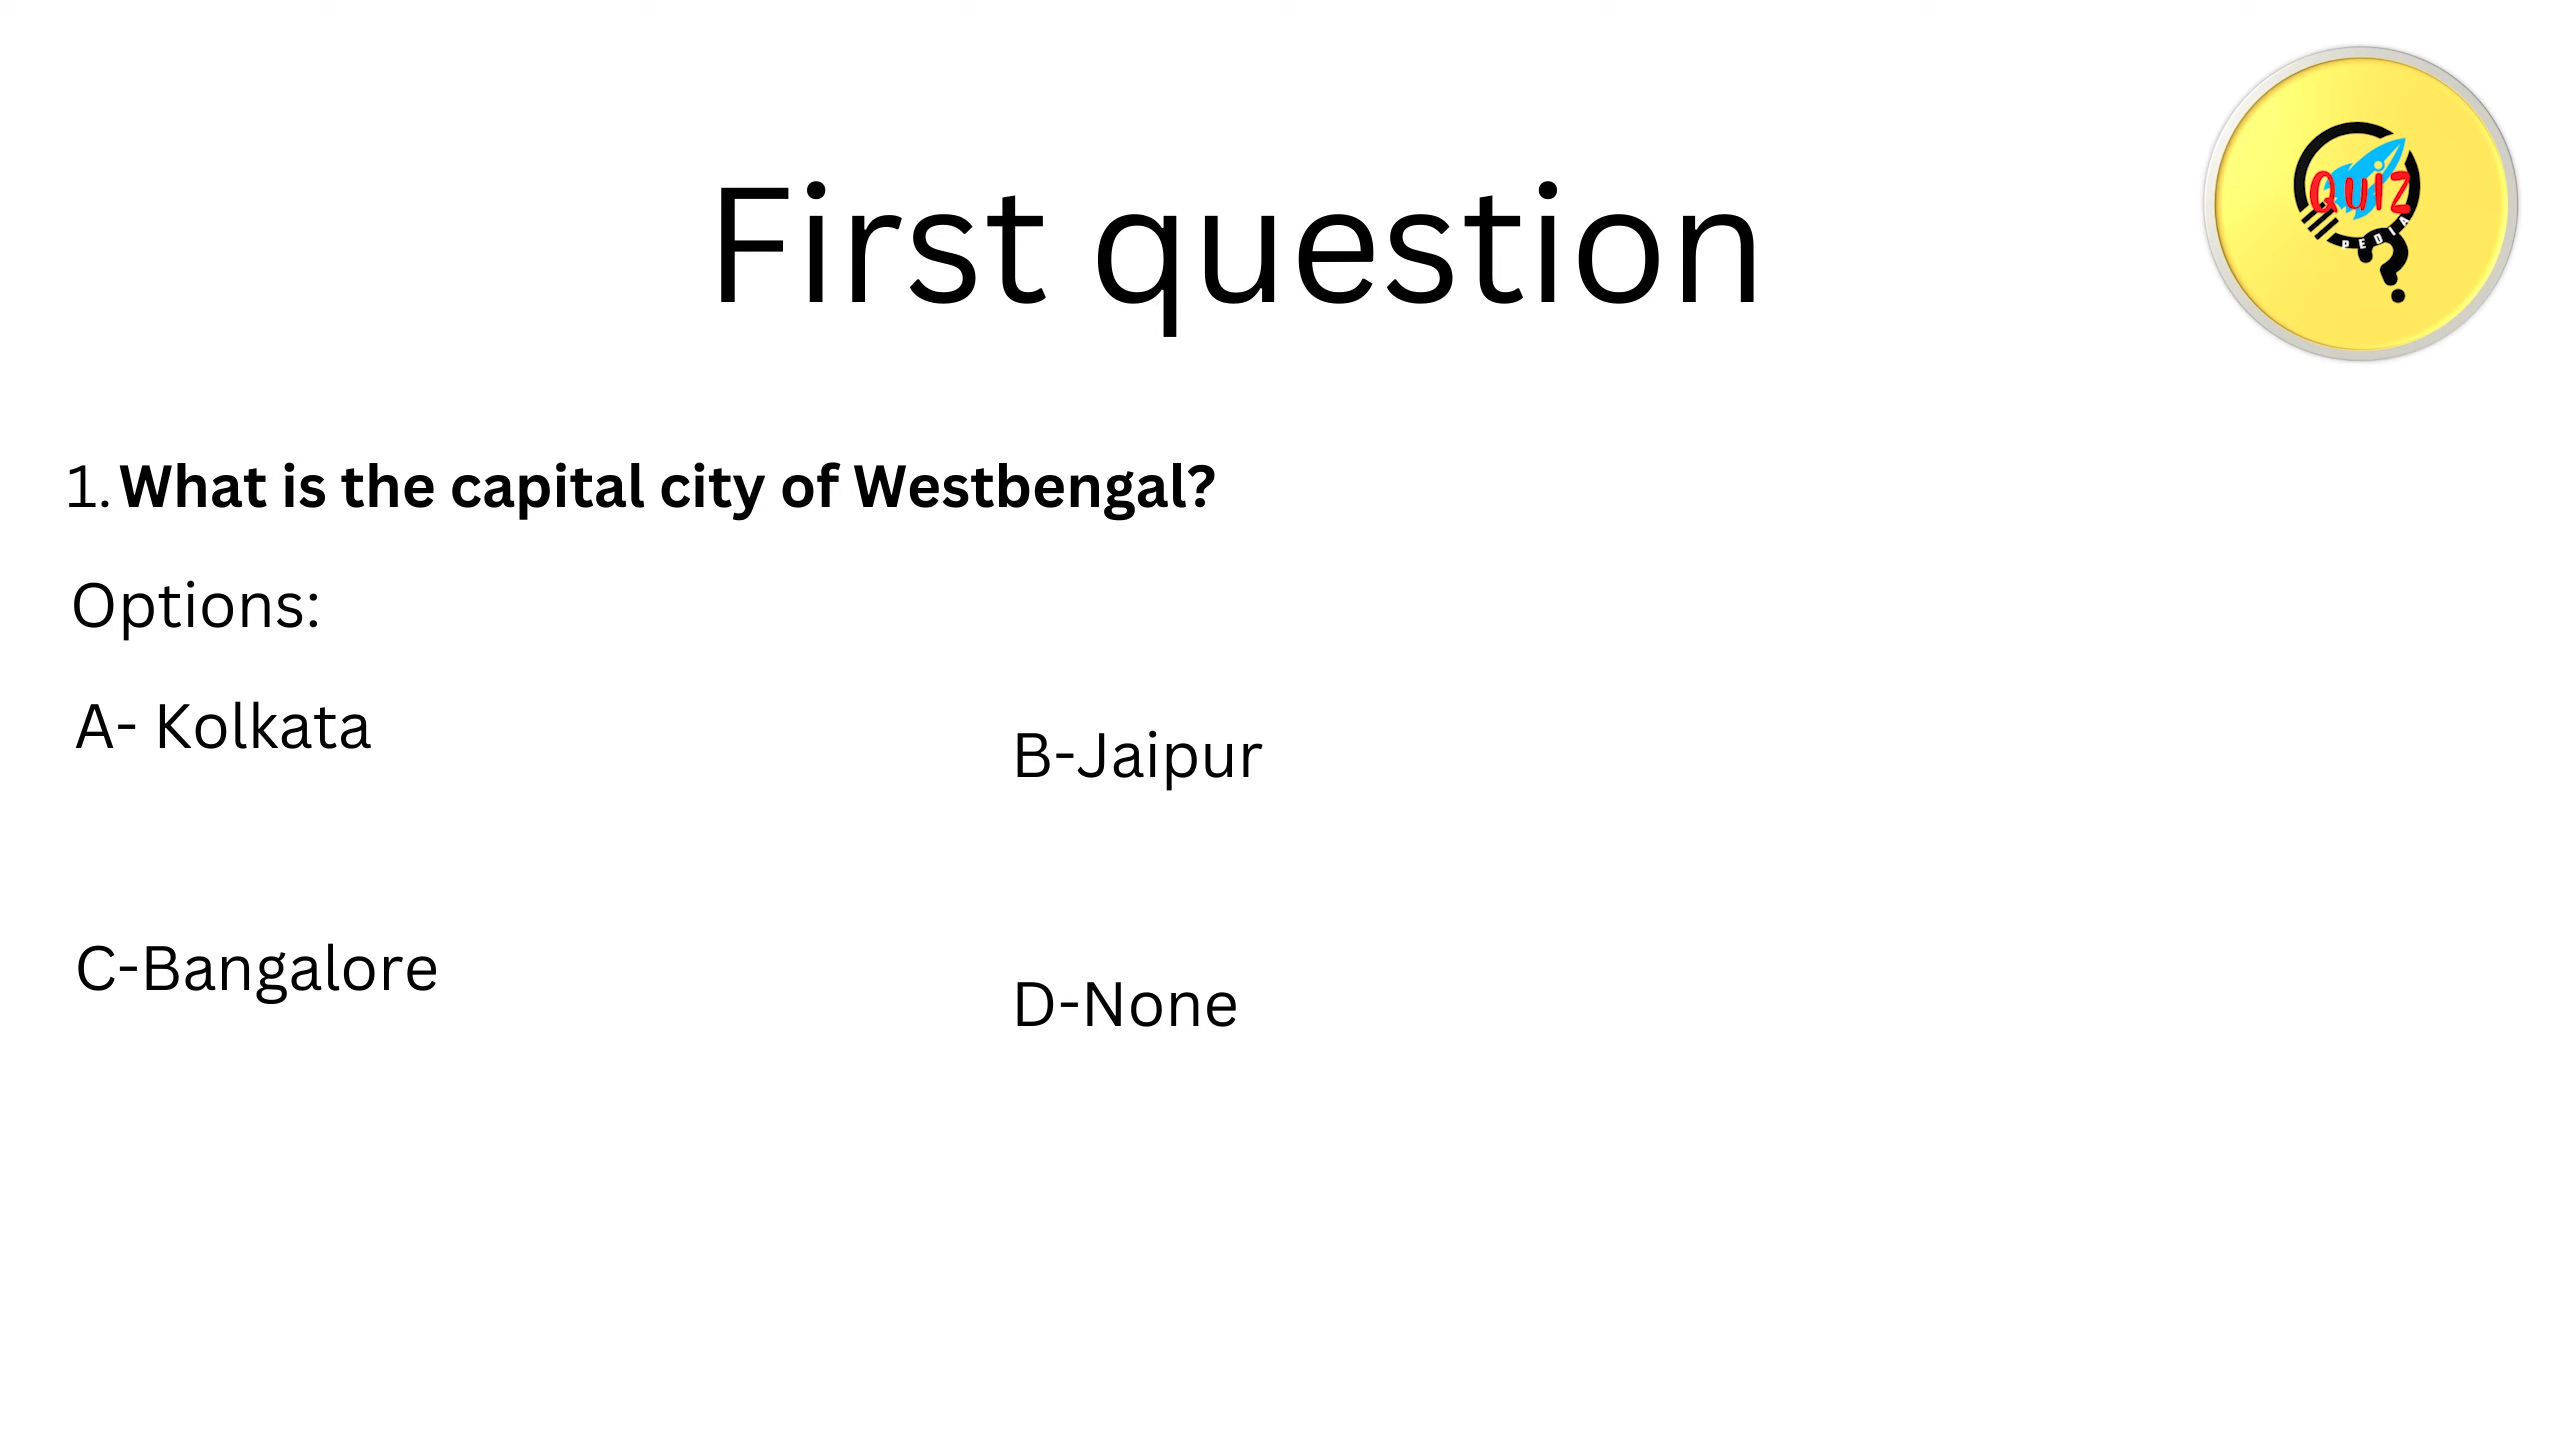 First question
QUIZ
PEDIA
1. What is the capital city of Westbengal?
Options:
A- Kolkata
B-Jaipur
C-Bangalore
D-None